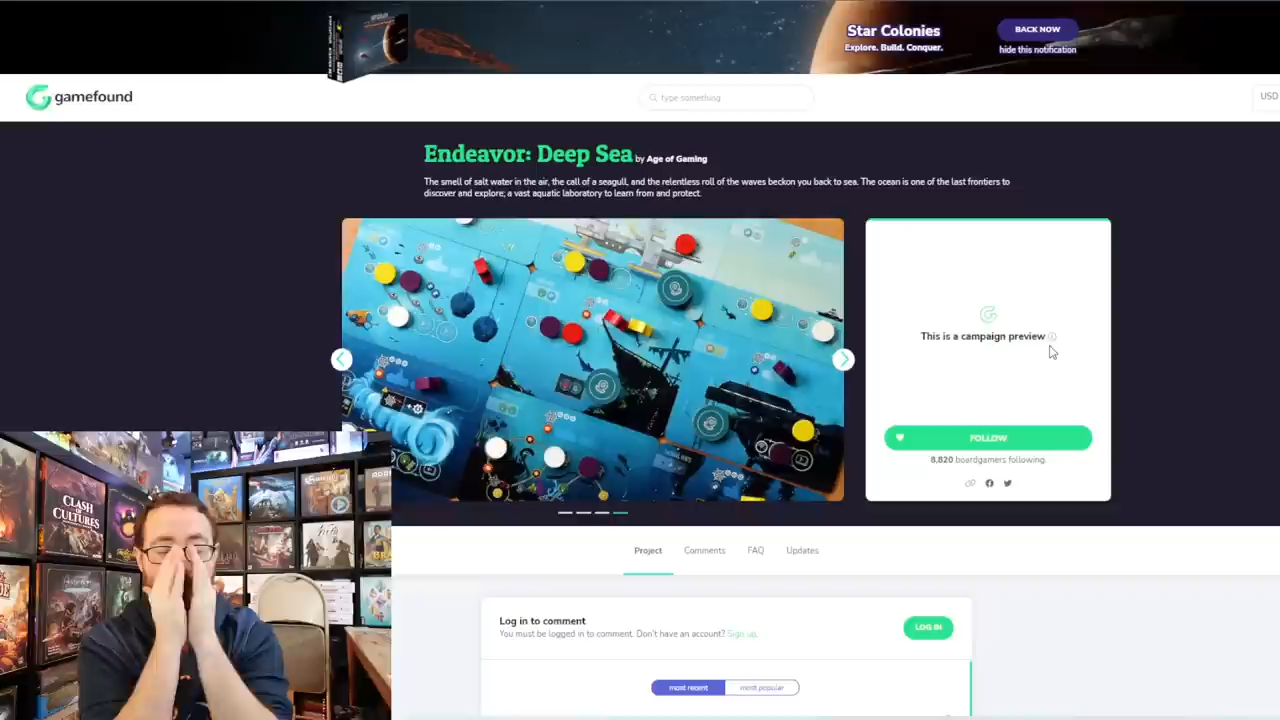 Star Colonies
Explore. Build. Conquer.
BACK NOW
hide this notification
gamefound
type something
USD
Endeavor: Deep Sea by Age of Gaming
The smell of salt water in the air, the call of a seagull, and the relentless roll of the waves beckon you back to sea. The ocean is one of the last frontiers to
discover and explore; a vast aquatic laboratory to learn from and protect.
This is a campaign preview
FOLLOW
8,820 boardgamers following.
CLASH
OF
CULTURES
Project
Comments
FAQ
Updates
Log in to comment
You must be logged in to comment. Don't have an account? Sign up.
LOG IN
most recent
most popular